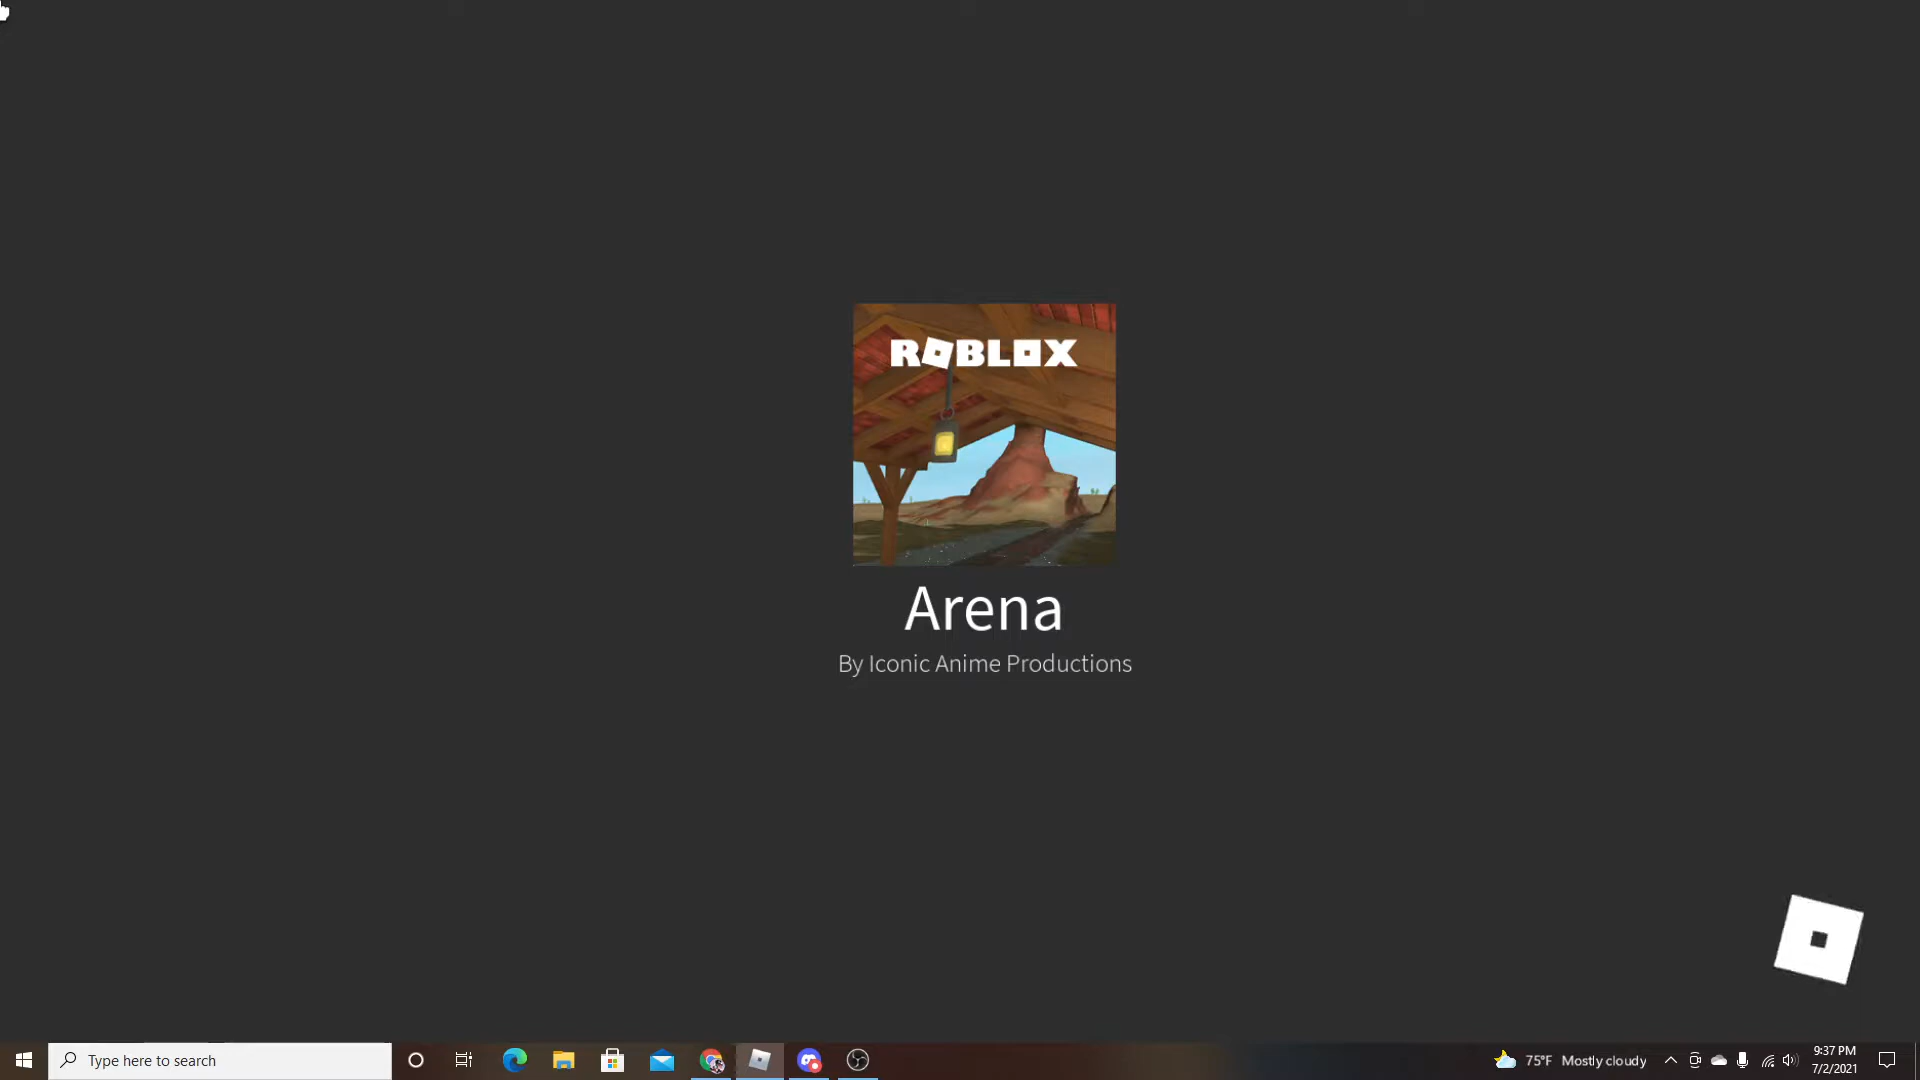 ROBLOX
Arena
By Iconic Anime Productions
Type here to search
75°F Mostly cloudy
9:37 PM
7/2/2021